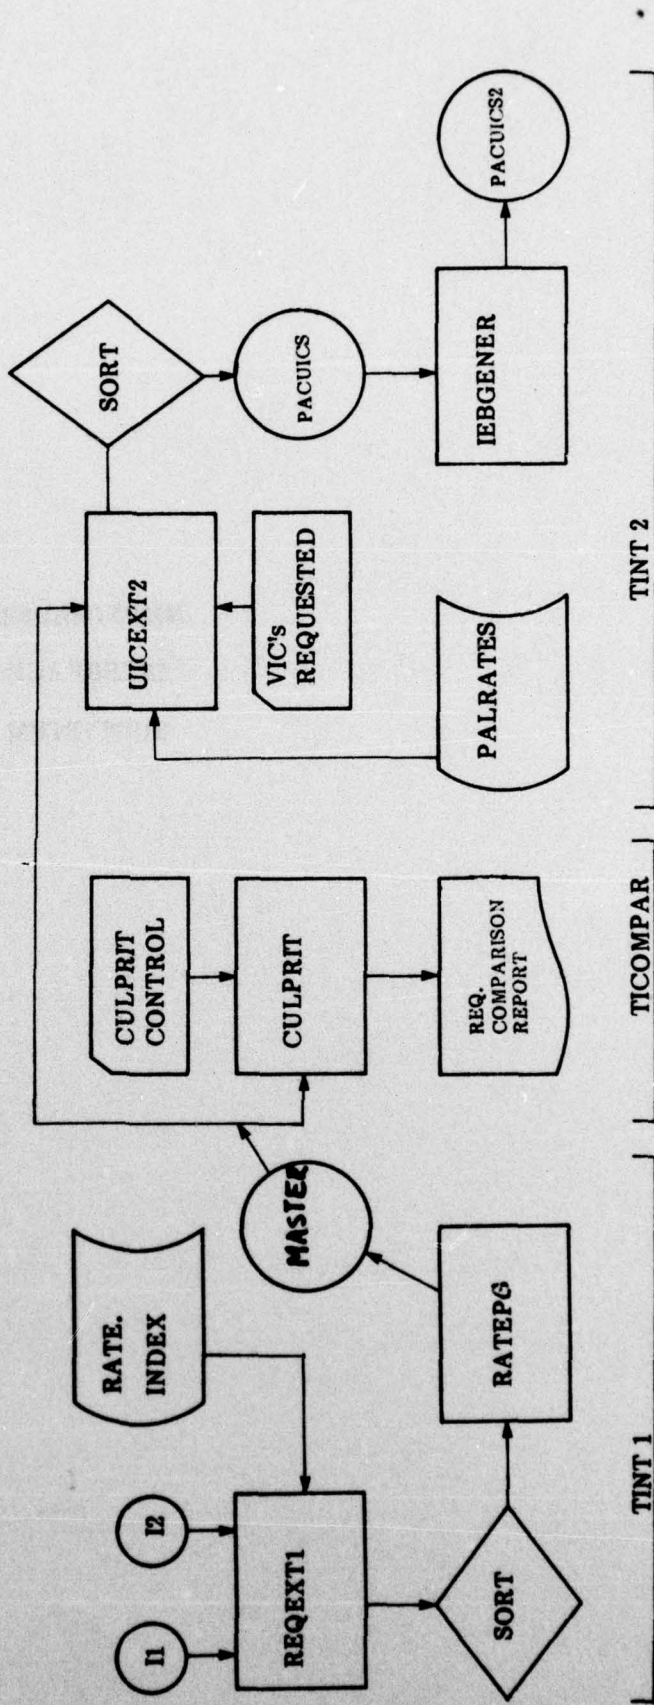 I1
I2
REQEXT1
SORT
RATE.
INDEX
RATEPG
MASTER
TINT 1
CULPRIT
CONTROL
CULPRIT
REQ.
COMPARISON
REPORT
TICOMPAR
UICEXT2
VIC's
REQUESTED
PALRATES
SORT
PACUICS
IEBGENER
PACUICS2
TINT 2